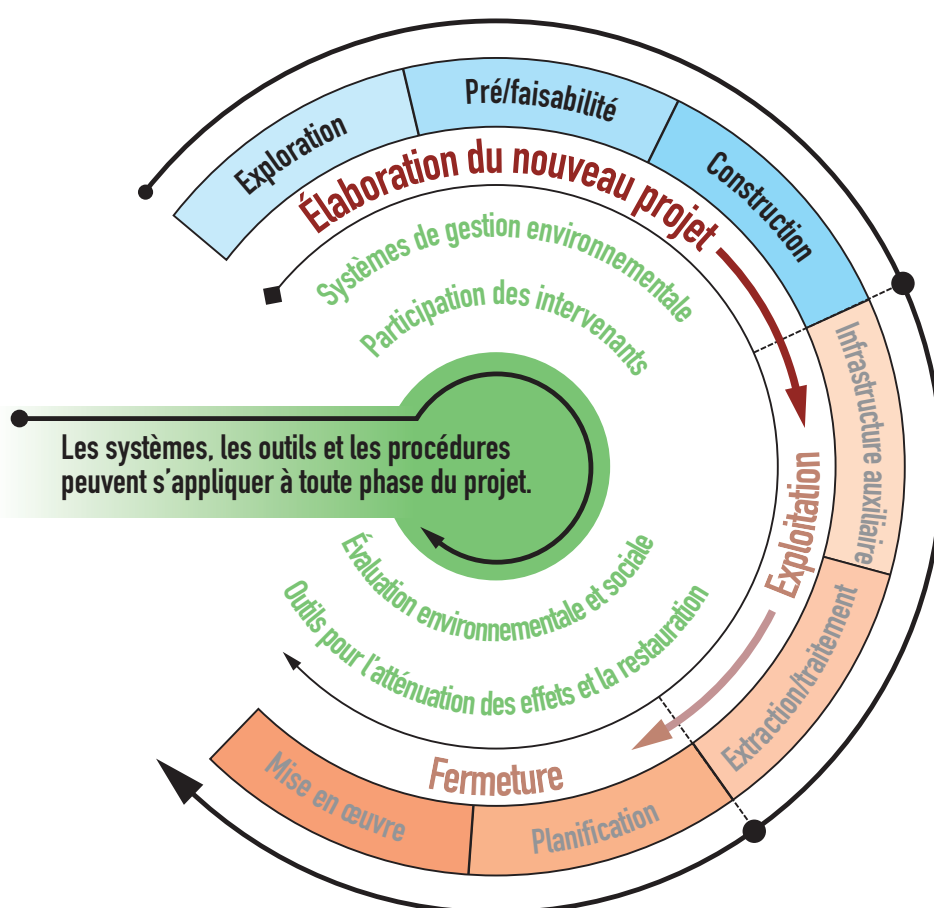 Exploration
Pré/faisabilité
Construction
Élaboration du nouveau projet
Systèmes de gestion environnementale
Participation des intervenants
Infrastructure auxiliaire
Les systèmes, les outils et les procédures
peuvent s'appliquer à toute phase du projet.
Exploitation
Extraction/traitement
Évaluation environnementale et sociale
Outils pour l'atténuation des effets et la restauration
Fermeture
Planification
Mise en œuvre